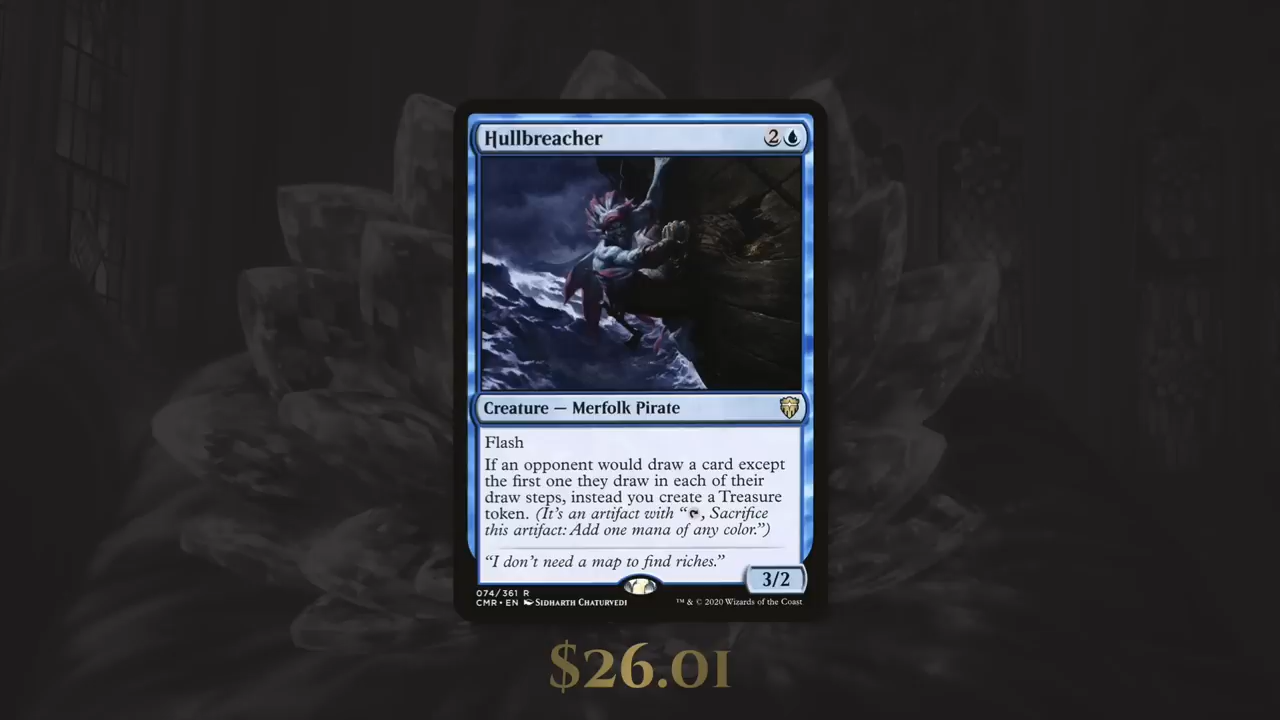 Hullbreacher 2
Creature — Merfolk Pirate
Flash
If an opponent would draw a card except
the first one they draw in each of their
draw steps, instead you create a Treasure
token. (It's an artifact with “, Sacrifice
this artifact: Add one mana of any color.”)
“I don't need a map to find riches.”
3/2
074/361 R
CMR • EN Sidharth Chaturvedi ™ & © 2020 Wizards of the Coast
$26.01